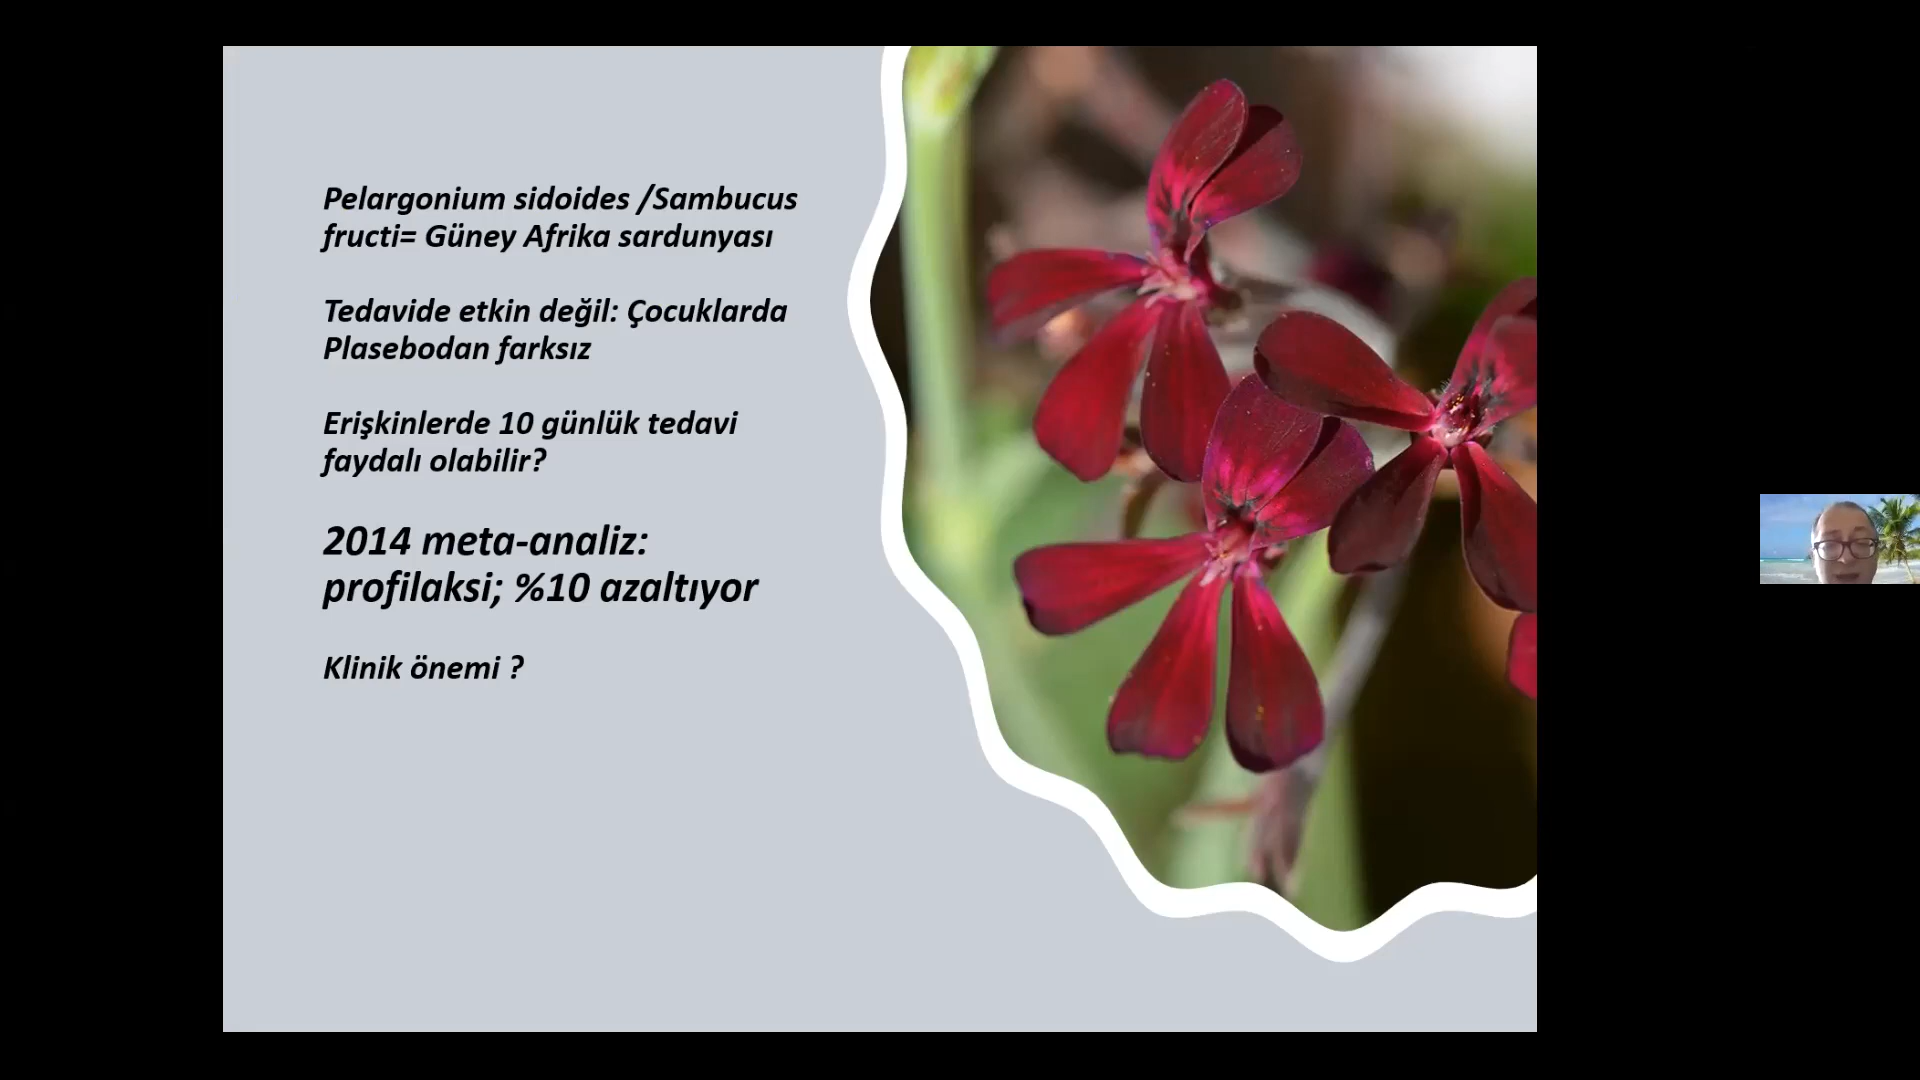 Pelargonium sidoides /Sambucus
fructi= Güney Afrika sardunyası
Tedavide etkin değil: Çocuklarda
Plasebodan farksız
Erişkinlerde 10 günlük tedavi
faydalı olabilir?
2014 meta-analiz:
profilaksi; %10 azaltıyor
Klinik önemi ?